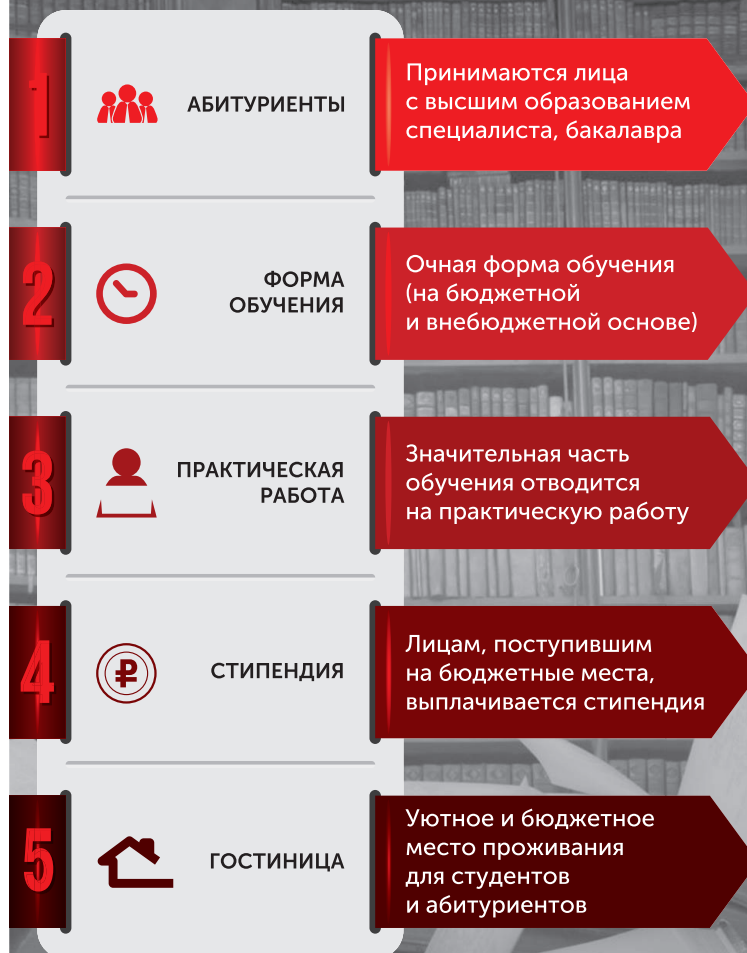 1
АБИТУРИЕНТЫ
Принимаются лица
с высшим образованием
специалиста, бакалавра
2
ФОРМА
ОБУЧЕНИЯ
Очная форма обучения
(на бюджетной
и внебюджетной основе)
3
ПРАКТИЧЕСКАЯ
РАБОТА
Значительная часть
обучения отводится
на практическую работу
4
СТИПЕНДИЯ
Лицам, поступившим
на бюджетные места,
выплачивается стипендия
5
ГОСТИНИЦА
Уютное и бюджетное
место проживания
для студентов
и абитуриентов